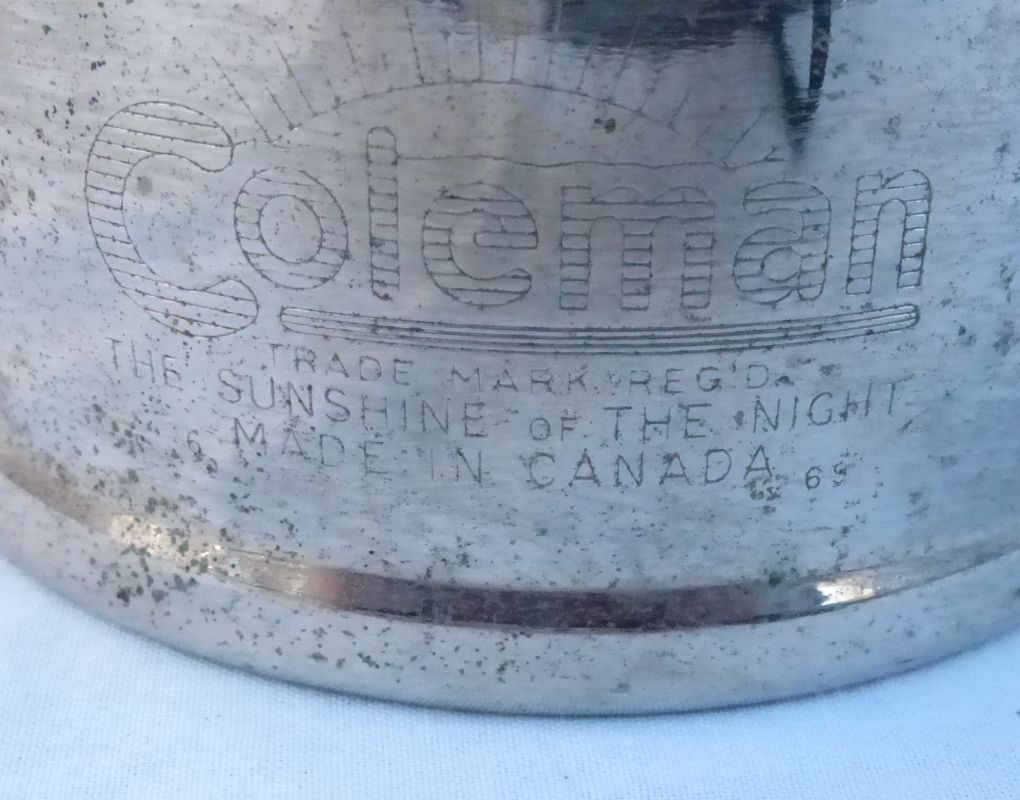 Coleman
TRADE MARK REG'D.
THE SUNSHINE OF THE NIGHT
6 MADE IN CANADA 69